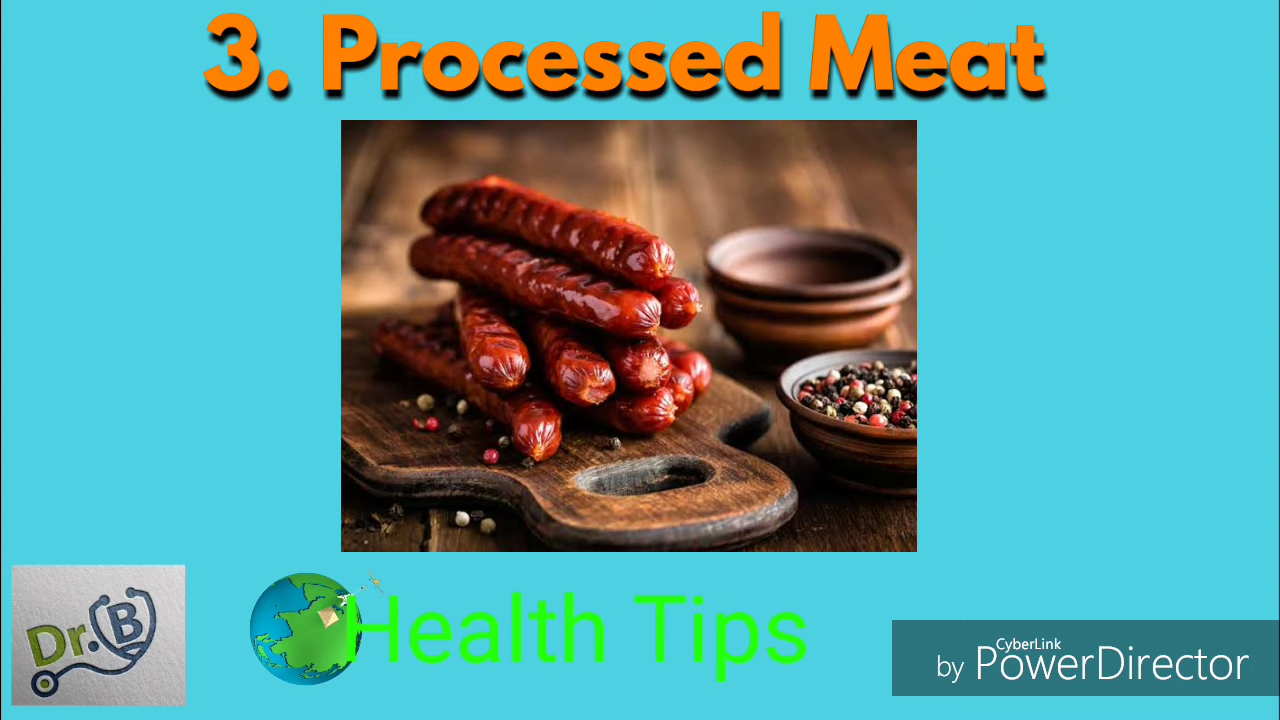 3. Processed Meat
Dr. B
Health Tips
CyberLink
by PowerDirector